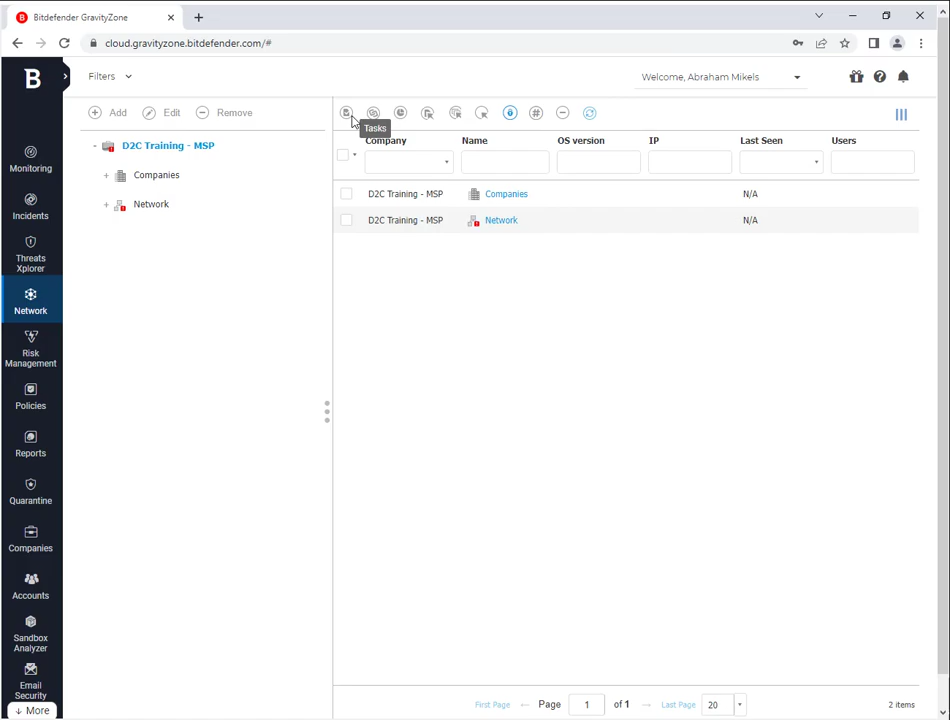 Bitdefender GravityZone
cloud.gravityzone.bitdefender.com/#
B
Filters
Welcome, Abraham Mikels
Add
Edit
Remove
Tasks
Company
Name
OS version
IP
Last Seen
Users
D2C Training - MSP
Companies
Network
D2C Training - MSP
Companies
N/A
D2C Training - MSP
Network
N/A
Monitoring
Incidents
Threats
Xplorer
Network
Risk
Management
Policies
Reports
Quarantine
Companies
Accounts
Sandbox
Analyzer
Email
Security
More
First Page
Page
1
of 1
Last Page
20
2 items